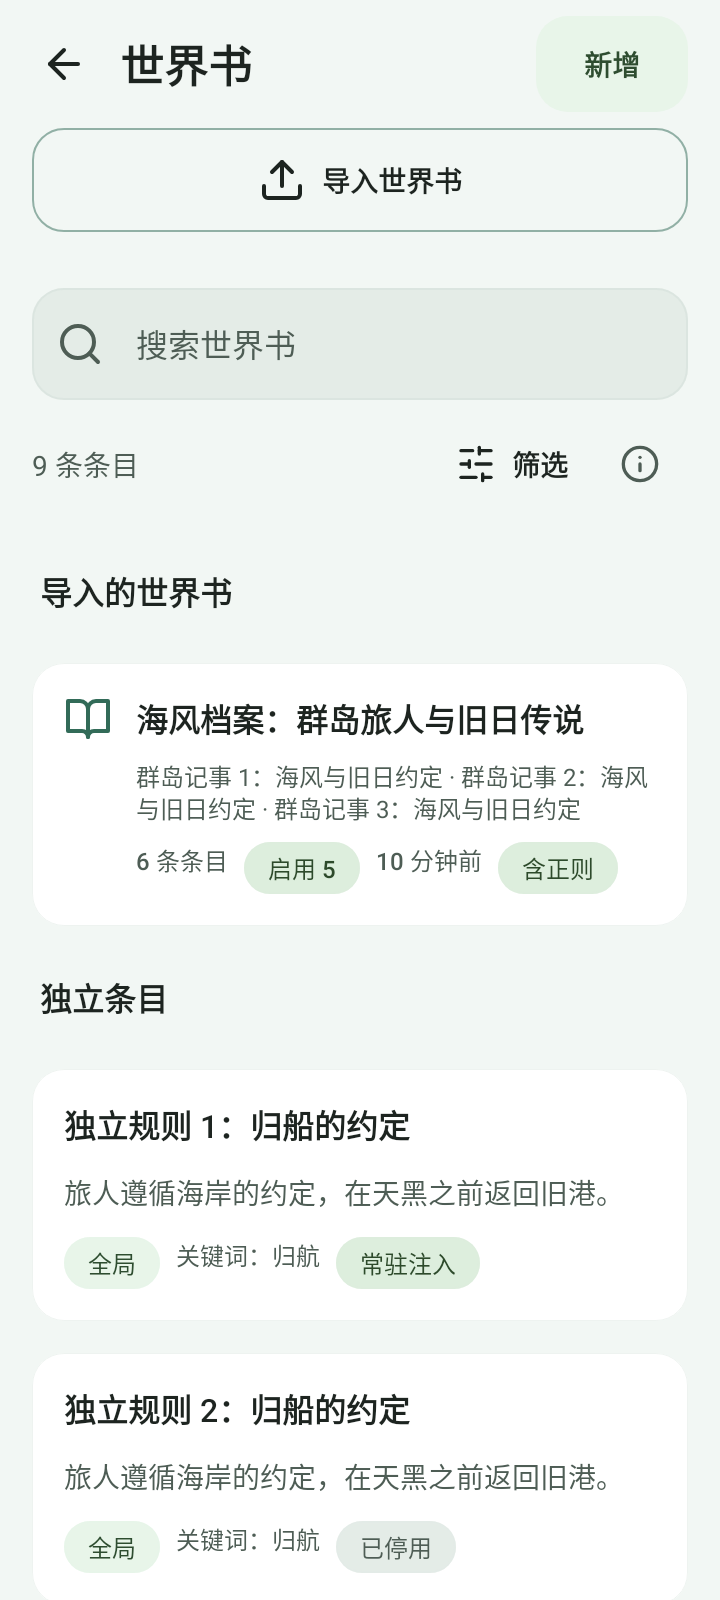 世界书
新增
导入世界书
搜索世界书
9 条条目
筛选
导入的世界书
海风档案：群岛旅人与旧日传说
群岛记事 1：海风与旧日约定 · 群岛记事 2：海风
与旧日约定 · 群岛记事 3：海风与旧日约定
6 条条目 启用 5 10 分钟前 含正则
独立条目
独立规则 1：归船的约定
旅人遵循海岸的约定，在天黑之前返回旧港。
全局 关键词：归航 常驻注入
独立规则 2：归船的约定
旅人遵循海岸的约定，在天黑之前返回旧港。
全局 关键词：归航 已停用